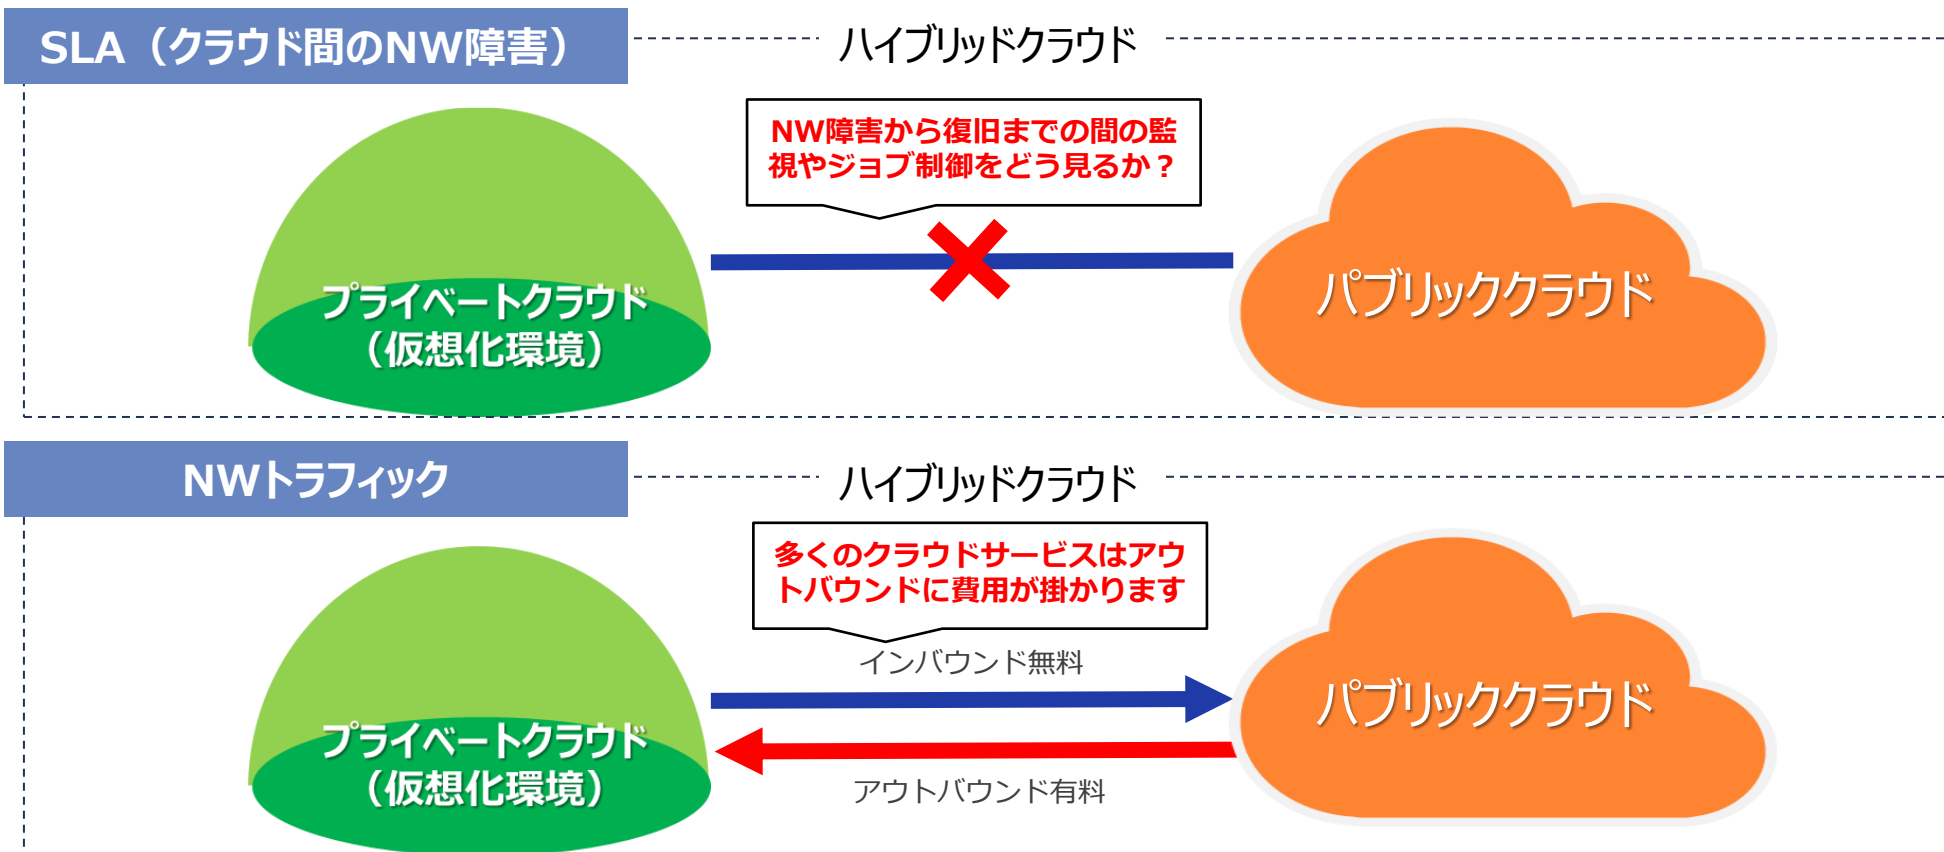 SLA（クラウド間のNW障害）
ハイブリッドクラウド
NW障害から復旧までの間の監
視やジョブ制御をどう見るか？
プライベートクラウド
（仮想化環境）
パブリッククラウド
NWトラフィック
ハイブリッドクラウド
多くのクラウドサービスはアウ
トバウンドに費用が掛かります
インバウンド無料
プライベートクラウド
（仮想化環境）
パブリッククラウド
アウトバウンド有料